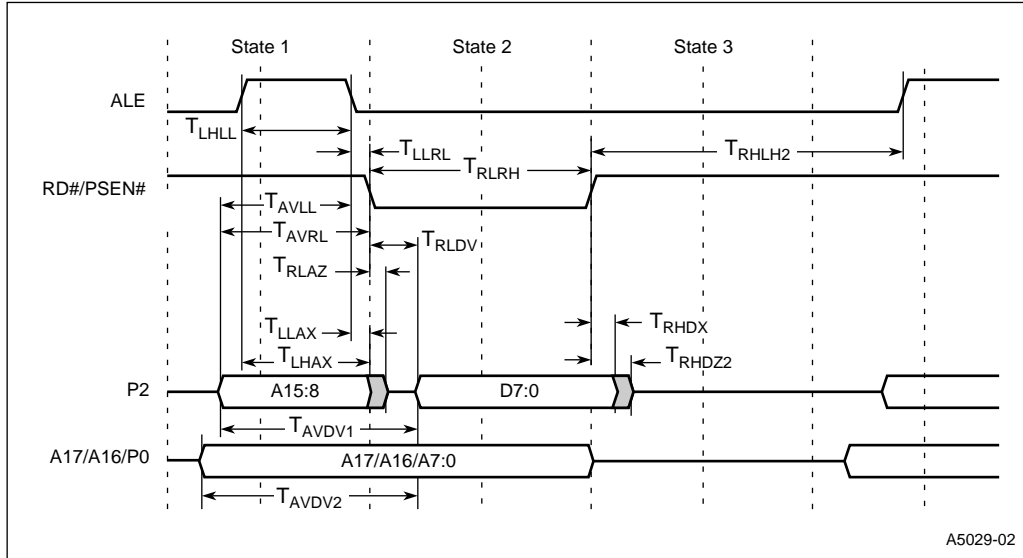 State 1 State 2 State 3
ALE
TLHLL
TLLRL
TRLRH
TRHLH2
RD#/PSEN#
TAVLL
TAVRL
TRLDV
TRLAZ
TLLAX
TRHDX
TLHAX
TRHDZ2
P2 A15:8 D7:0
TAVDV1
A17/A16/P0 A17/A16/A7:0
TAVDV2
A5029-02